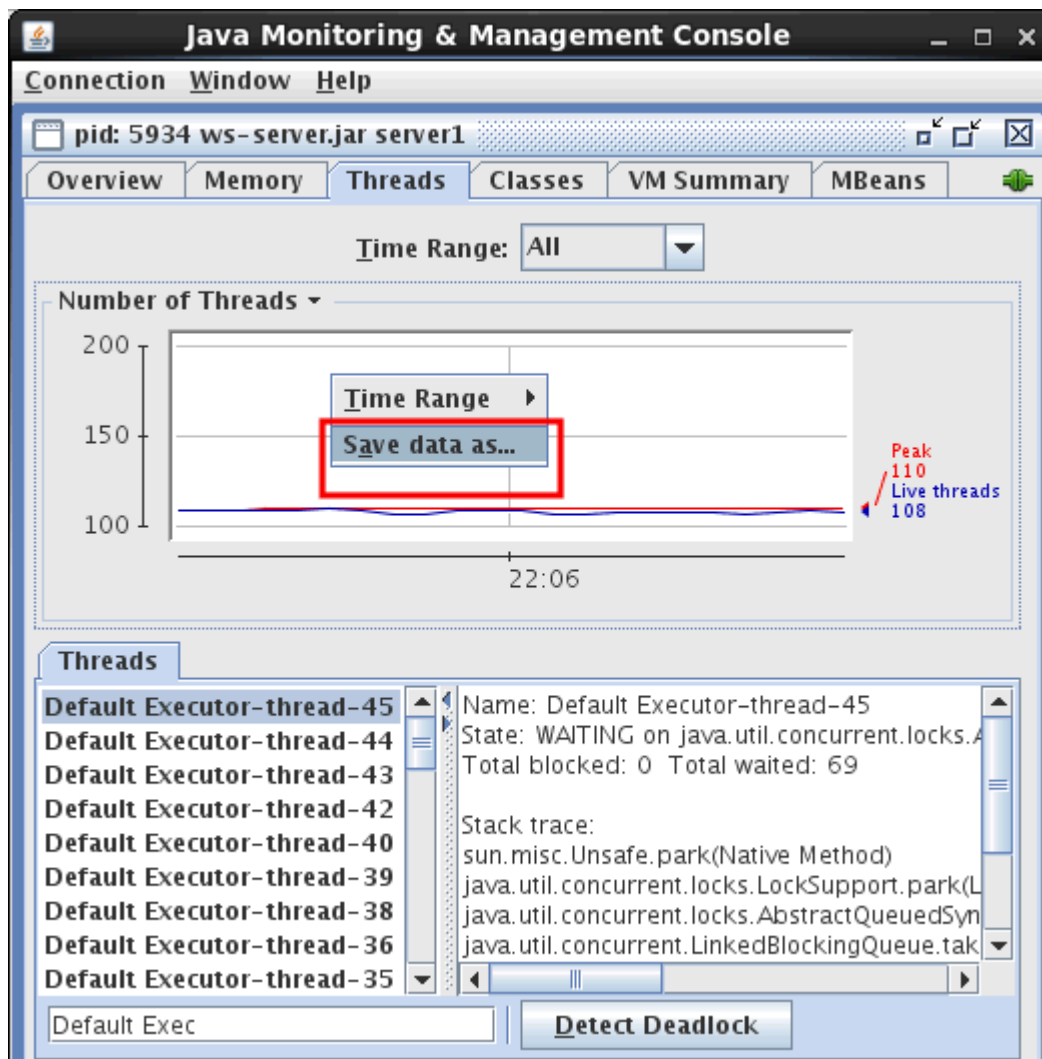 Java Monitoring & Management Console
Connection Window Help
pid: 5934 ws-server.jar server1
Overview Memory Threads Classes VM Summary MBeans
Time Range: All
Number of Threads
200
150
100
Time Range
Save data as...
Peak
110
Live threads
108
22:06
Threads
Default Executor-thread-45
Default Executor-thread-44
Default Executor-thread-43
Default Executor-thread-42
Default Executor-thread-40
Default Executor-thread-39
Default Executor-thread-38
Default Executor-thread-36
Default Executor-thread-35
Name: Default Executor-thread-45
State: WAITING on java.util.concurrent.locks.A
Total blocked: 0 Total waited: 69
Stack trace:
sun.misc.Unsafe.park(Native Method)
java.util.concurrent.locks.LockSupport.park(L
java.util.concurrent.locks.AbstractQueuedSyn
java.util.concurrent.LinkedBlockingQueue.tak
Default Exec
Detect Deadlock